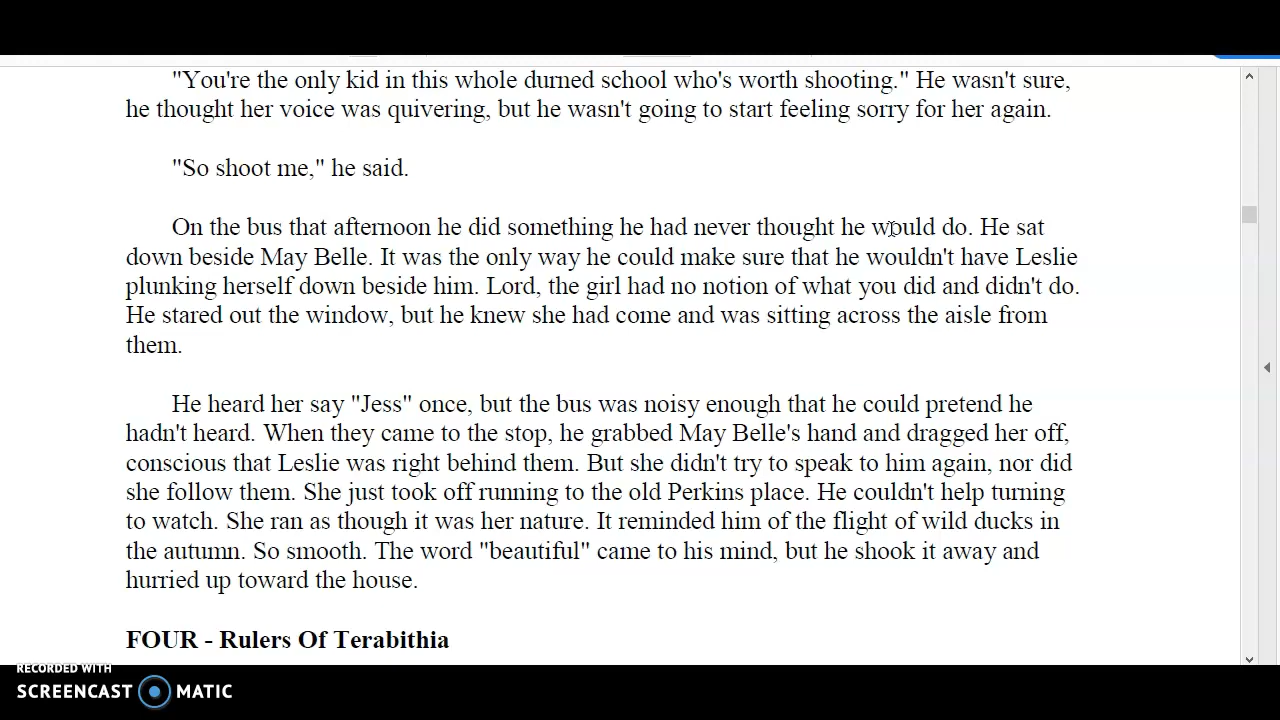 "You're the only kid in this whole durned school who's worth shooting." He wasn't sure,
he thought her voice was quivering, but he wasn't going to start feeling sorry for her again.
"So shoot me," he said.
On the bus that afternoon he did something he had never thought he would do. He sat
down beside May Belle. It was the only way he could make sure that he wouldn't have Leslie
plunking herself down beside him. Lord, the girl had no notion of what you did and didn't do.
He stared out the window, but he knew she had come and was sitting across the aisle from
them.
He heard her say "Jess" once, but the bus was noisy enough that he could pretend he
hadn't heard. When they came to the stop, he grabbed May Belle's hand and dragged her off,
conscious that Leslie was right behind them. But she didn't try to speak to him again, nor did
she follow them. She just took off running to the old Perkins place. He couldn't help turning
to watch. She ran as though it was her nature. It reminded him of the flight of wild ducks in
the autumn. So smooth. The word "beautiful" came to his mind, but he shook it away and
hurried up toward the house.
FOUR - Rulers Of Terabithia
RECORDED WITH
SCREENCAST MATIC